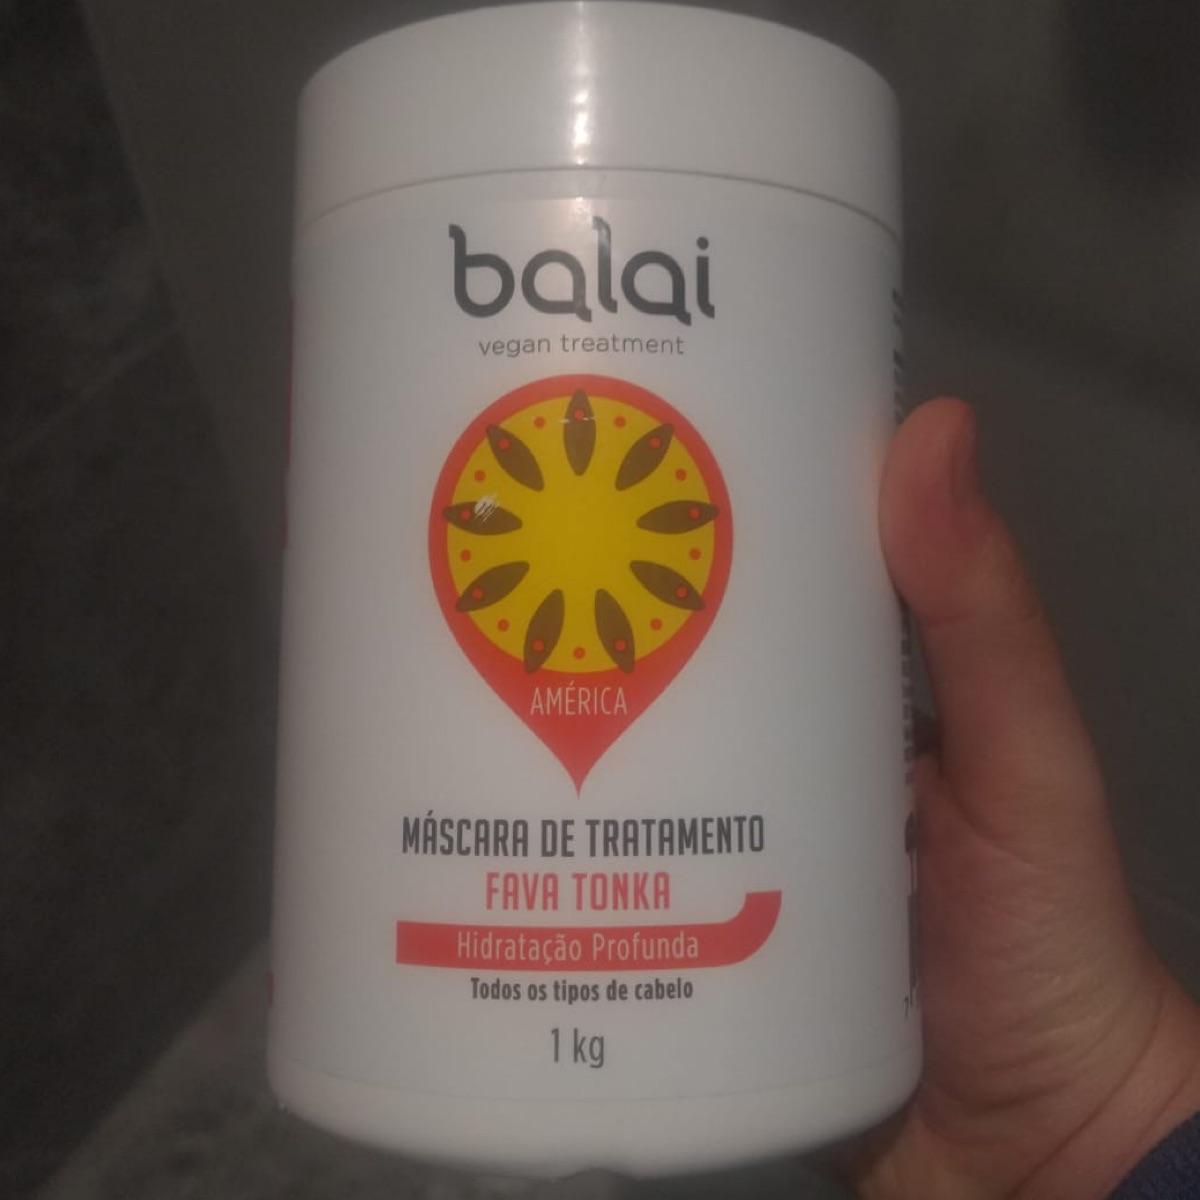 balai
vegan treatment
AMÉRICA
MÁSCARA DE TRATAMENTO
FAVA TONKA
Hidratação Profunda
Todos os tipos de cabelo
1 kg